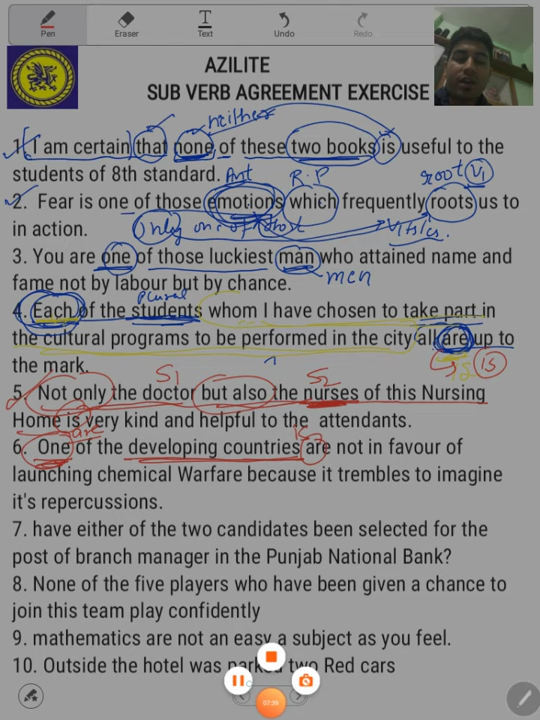 Pen Eraser Text Undo Redo
AZILITE
SUB VERB AGREEMENT EXERCISE
neither
1. I am certain that none of these two books is useful to the
students of 8th standard. Ant R.P root V1
2. Fear is one of those emotions which frequently roots us to
in action. Only one of those
3. You are one of those luckiest man who attained name and
fame not by labour but by chance. men
plural
4. Each of the students whom I have chosen to take part in
the cultural programs to be performed in the city all are up to
the mark. is is
S1 S2
5. Not only the doctor but also the nurses of this Nursing
Home is very kind and helpful to the attendants.
are is
6. One of the developing countries are not in favour of
launching chemical Warfare because it trembles to imagine
it's repercussions.
7. have either of the two candidates been selected for the
post of branch manager in the Punjab National Bank?
8. None of the five players who have been given a chance to
join this team play confidently
9. mathematics are not an easy a subject as you feel.
10. Outside the hotel was parked two Red cars
07:39